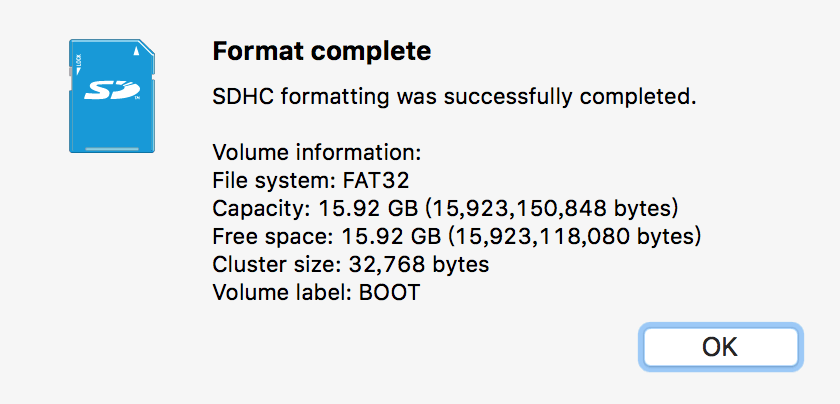 LOCK
SD
TM
Format complete
SDHC formatting was successfully completed.
Volume information:
File system: FAT32
Capacity: 15.92 GB (15,923,150,848 bytes)
Free space: 15.92 GB (15,923,118,080 bytes)
Cluster size: 32,768 bytes
Volume label: BOOT
OK